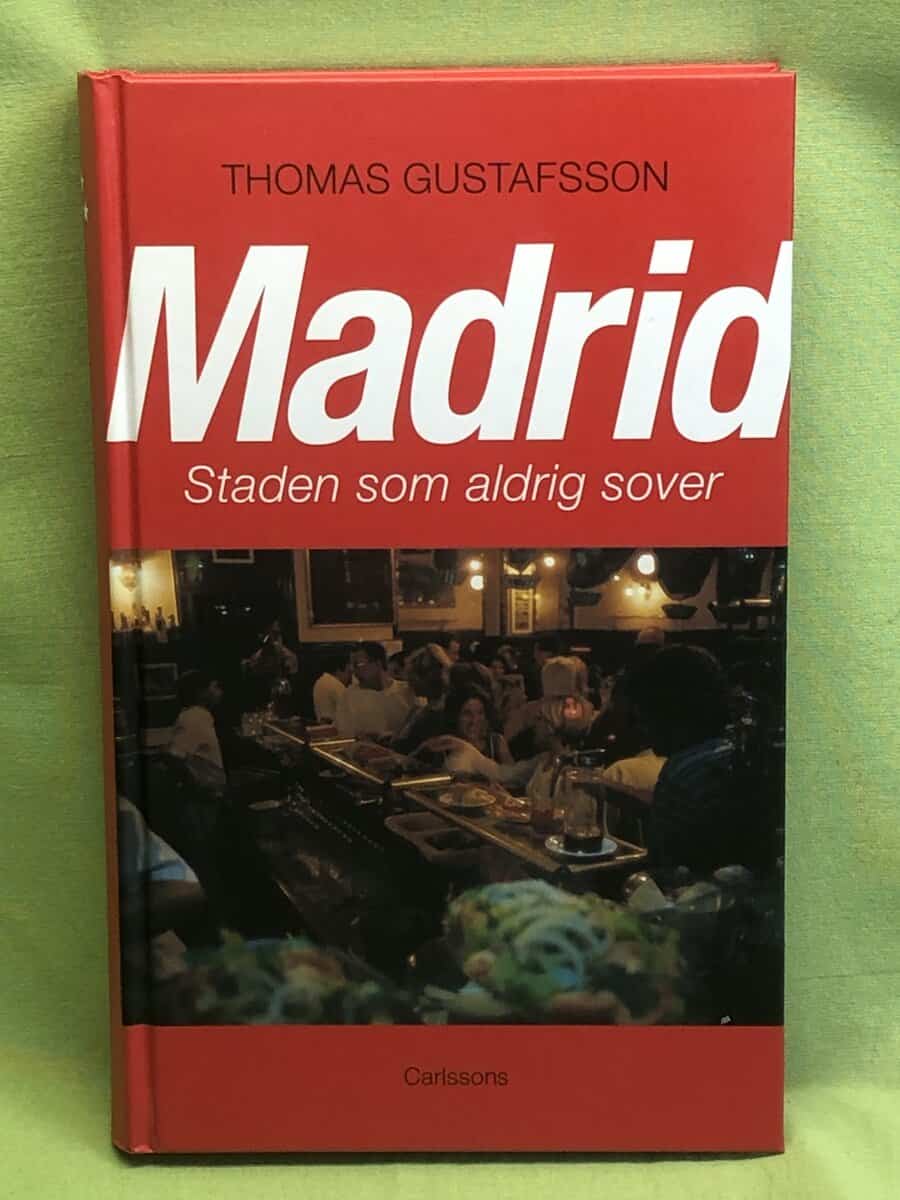 THOMAS GUSTAFSSON
Madrid
Staden som aldrig sover
Carlssons